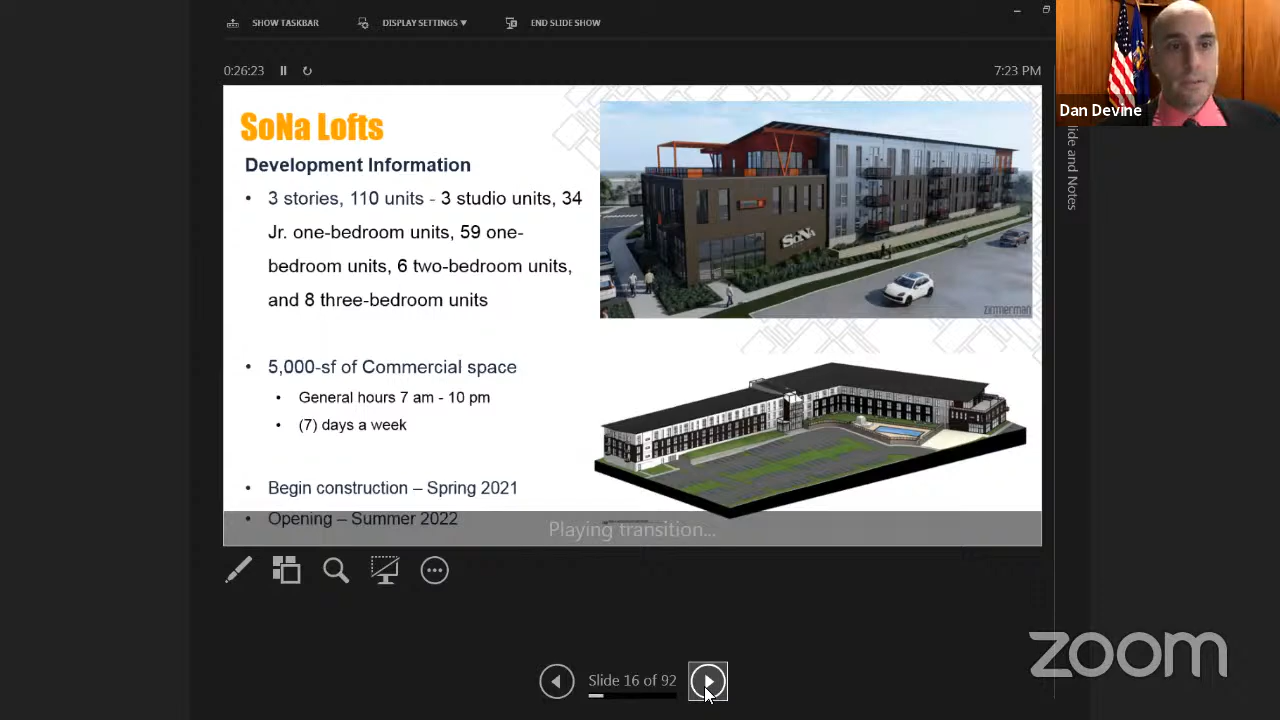 SHOW TASKBAR
DISPLAY SETTINGS ▼
END SLIDE SHOW
0:26:23
7:23 PM
Dan Devine
lide and Notes
SoNa Lofts
Development Information
• 3 stories, 110 units - 3 studio units, 34
Jr. one-bedroom units, 59 one-
bedroom units, 6 two-bedroom units,
and 8 three-bedroom units
SoNa
zimmerman
• 5,000-sf of Commercial space
• General hours 7 am - 10 pm
• (7) days a week
• Begin construction – Spring 2021
• Opening – Summer 2022
Playing transition...
zoom
Slide 16 of 92